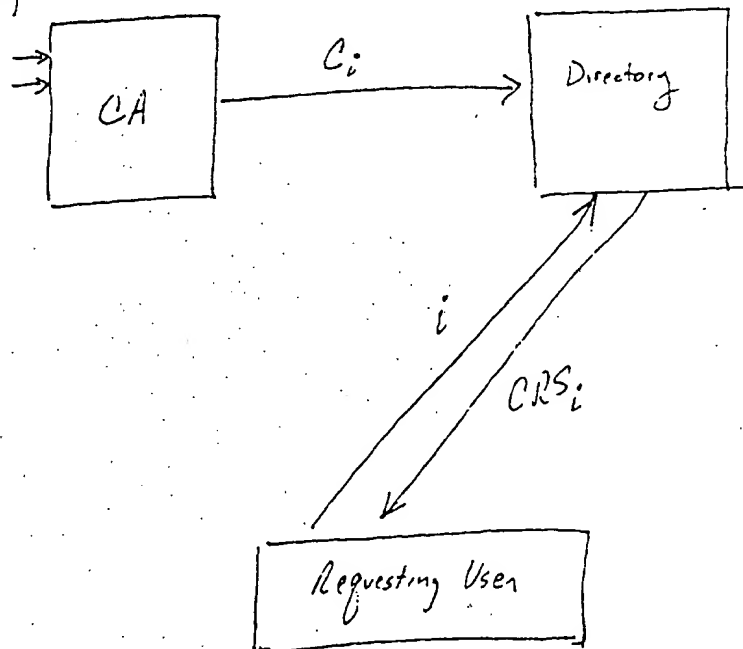 CA
Cᵢ
Directory
i
CRSᵢ
Requesting User